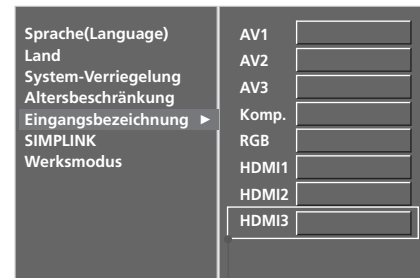 Sprache(Language)
Land
System-Verriegelung
Altersbeschränkung
Eingangsbezeichnung ►
SIMPLINK
Werksmodus
AV1
AV2
AV3
Komp.
RGB
HDMI1
HDMI2
HDMI3